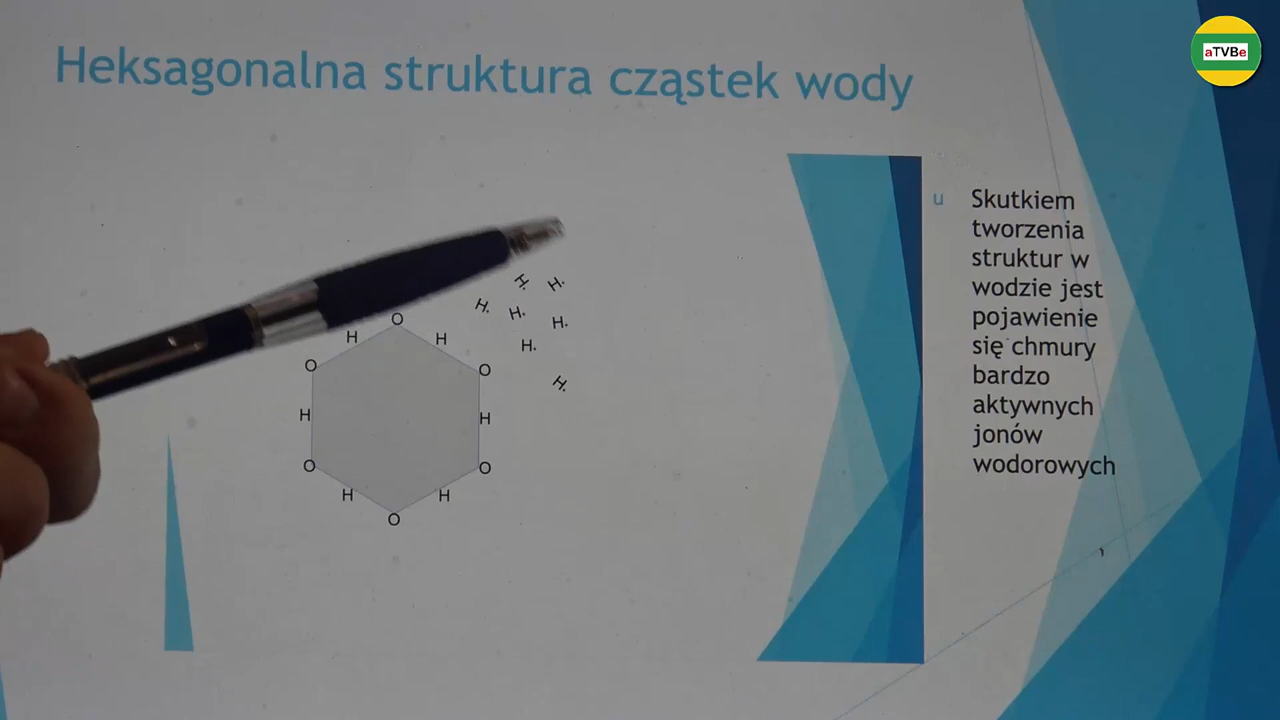 Heksagonalna struktura cząstek wody
aTVBe
u Skutkiem
tworzenia
struktur w
wodzie jest
pojawienie
się chmury
bardzo
aktywnych
jonów
wodorowych
H. H.
H. H. H.
H.
H.
O
H H
O O
H H
O O
H H
O